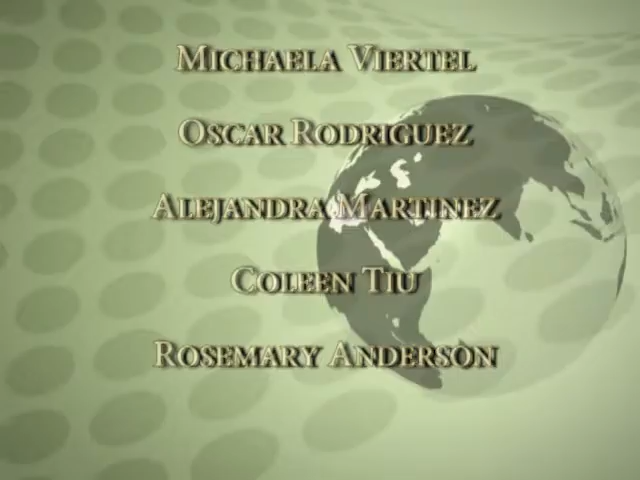 Michaela Viertel
Oscar Rodriguez
Alejandra Martinez
Coleen Tiu
Rosemary Anderson